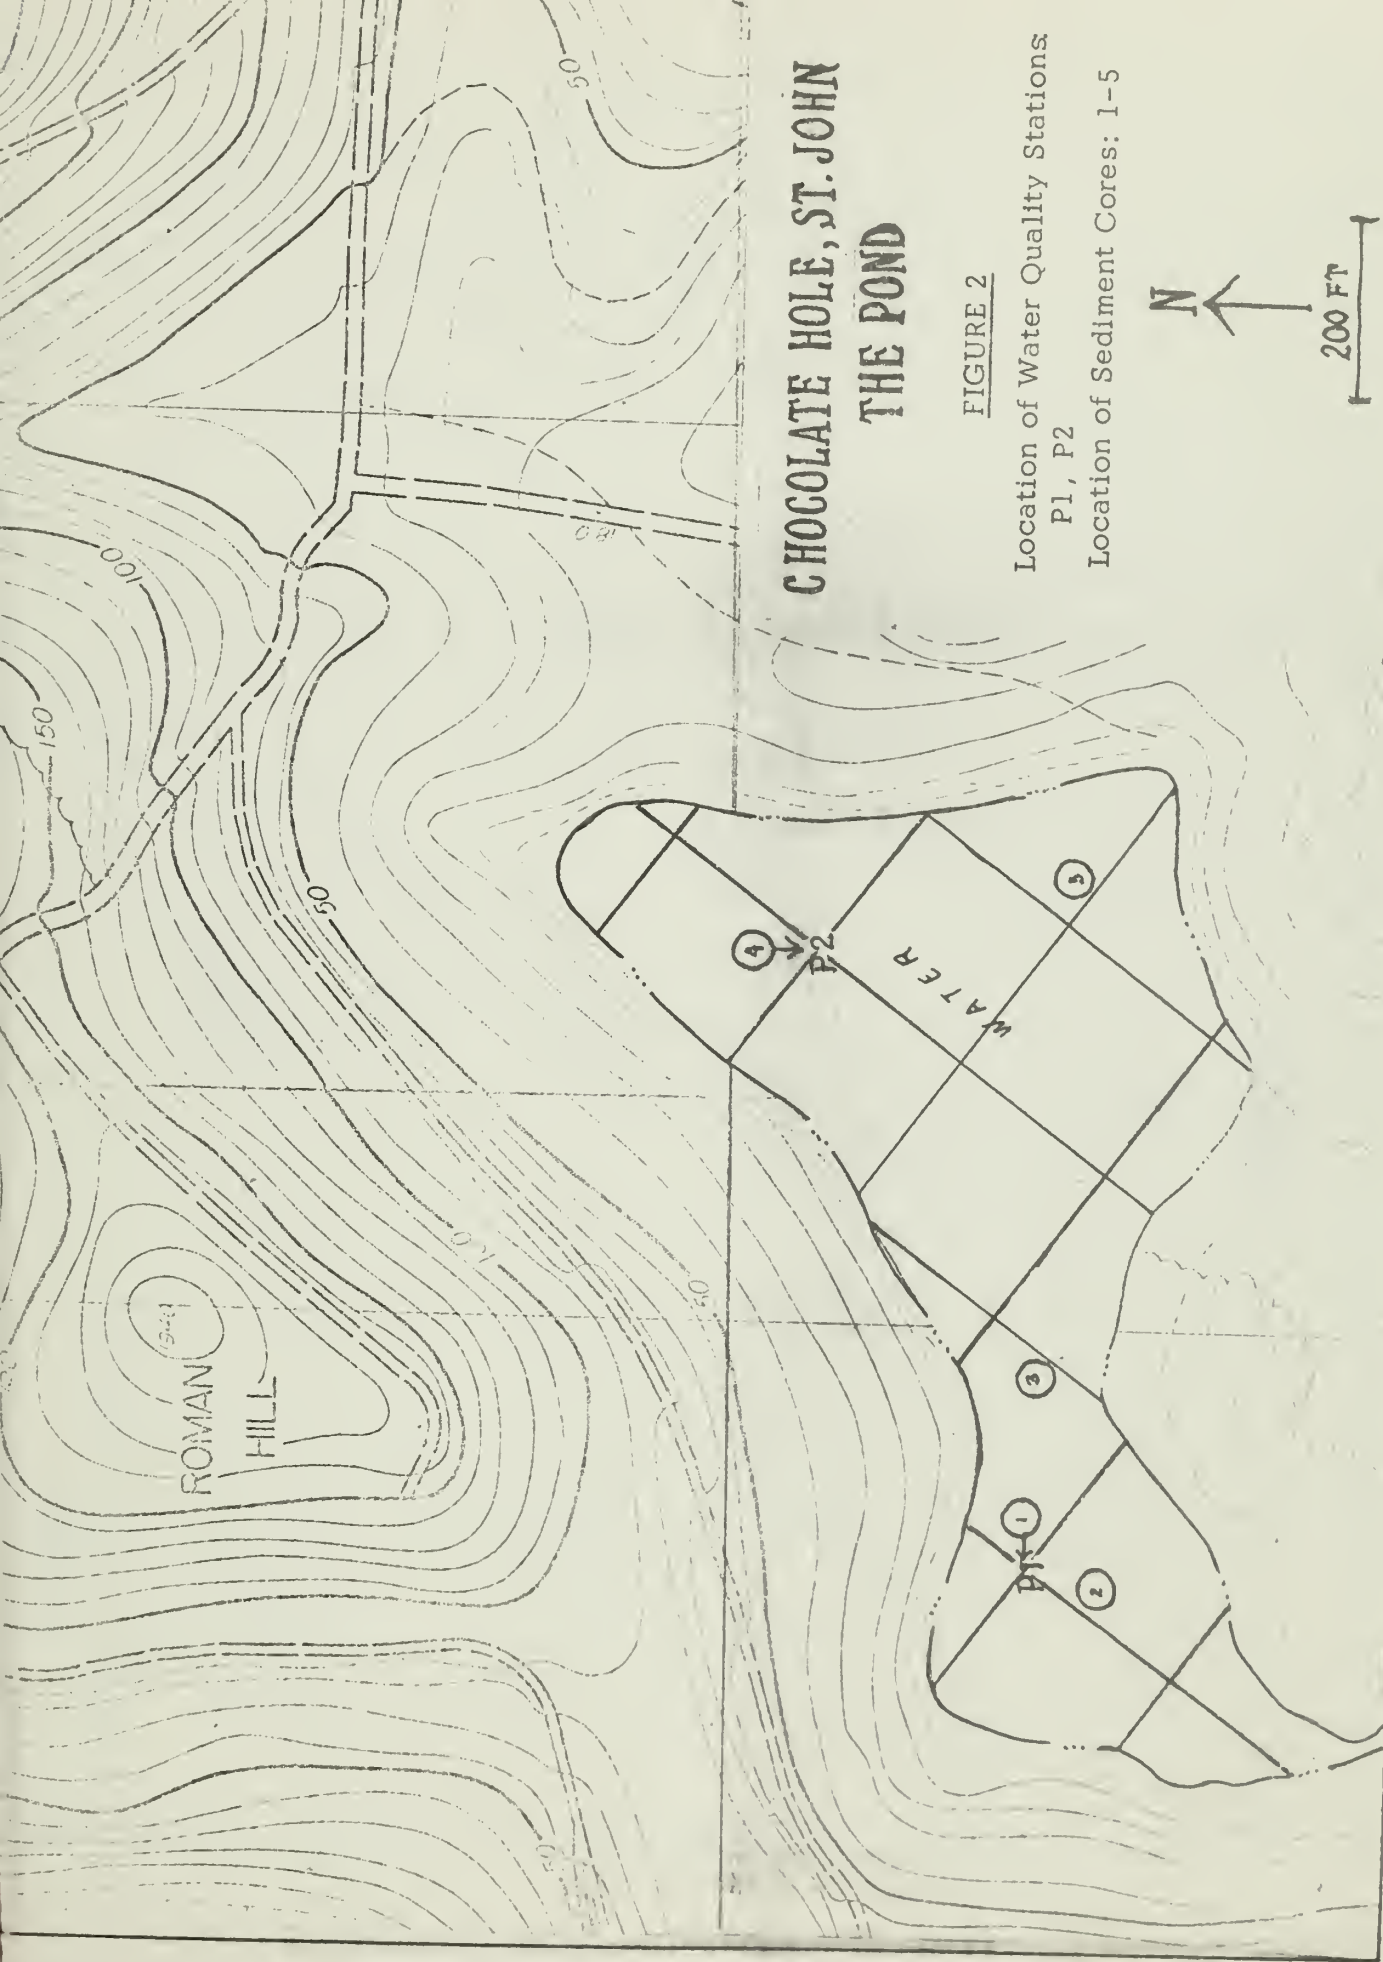 CHOCOLATE HOLE, ST. JOHN
THE POND
FIGURE 2
Location of Water Quality Stations:
P1, P2
Location of Sediment Cores: 1-5
N
200 FT
ROMAN
HILL
100
150
50
50
100
50
50
WATER
P1
P2
1
2
3
4
5